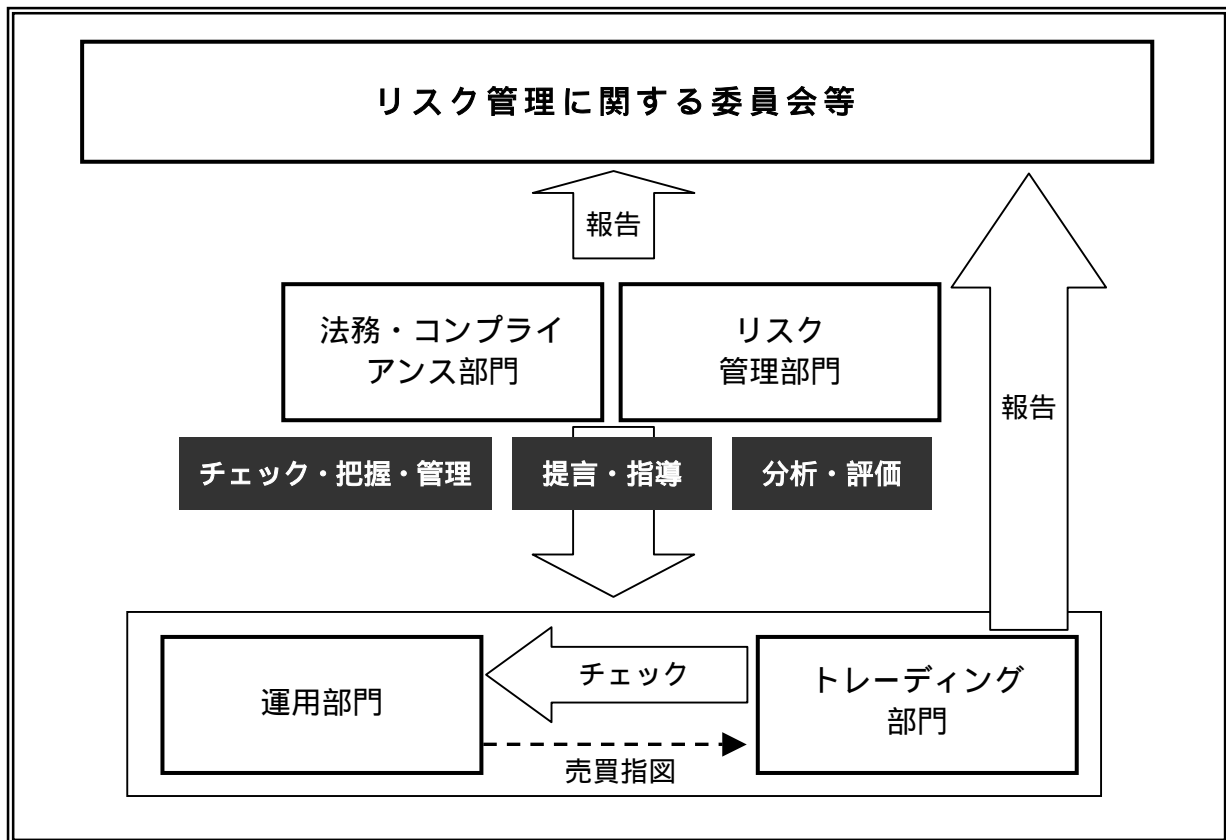 リスク管理に関する委員会等
報告
法務・コンプライ
アンス部門
リスク
管理部門
報告
チェック・把握・管理
提言・指導
分析・評価
運用部門
チェック
トレーディング
部門
売買指図